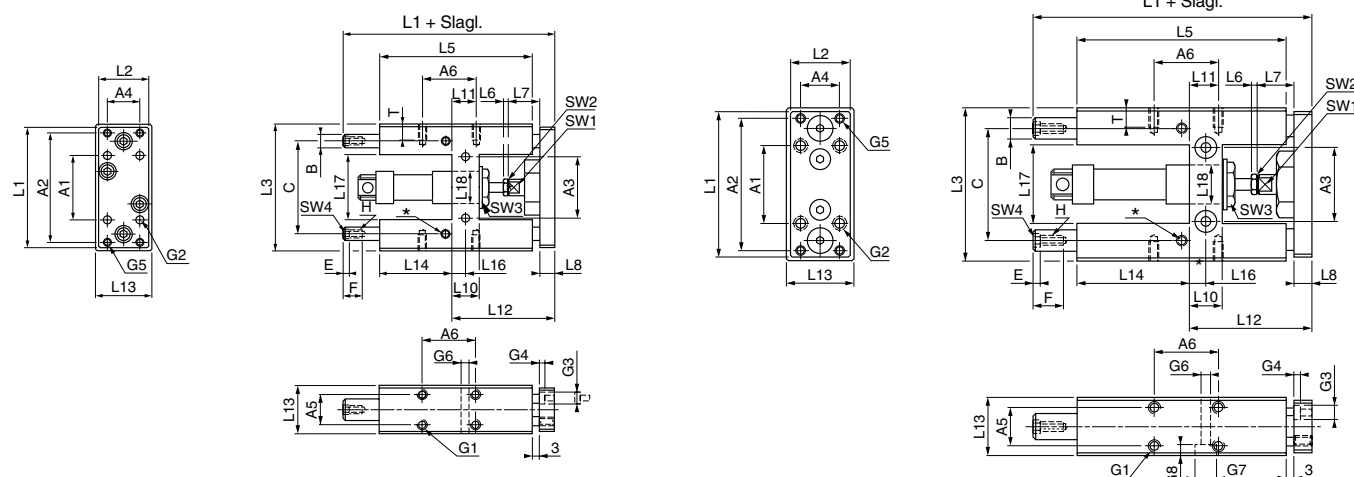 L1 + Slagl.
L5
A6
L11 L6 L7
SW2
SW1
L2
A4
L1
A2
A1
G2
G5
L13
T
L3
C
B
L17
L18
A3
SW3
SW4
H
*
E
F
L14
L16
L8
L10
L12
A6
G6 G4
G3
L13
A5
G1
3
L1 + Slagl.
L5
A6
L11 L6 L7
SW2
SW1
L2
A4
G5
L1
A2
A1
G2
L13
T
L3
C
B
L17
L18
A3
SW3
SW4
H
*
*
E
F
L14
L16
L8
L10
L12
A6
G6 G4
G3
L13
A5
G1
G8
G7
3